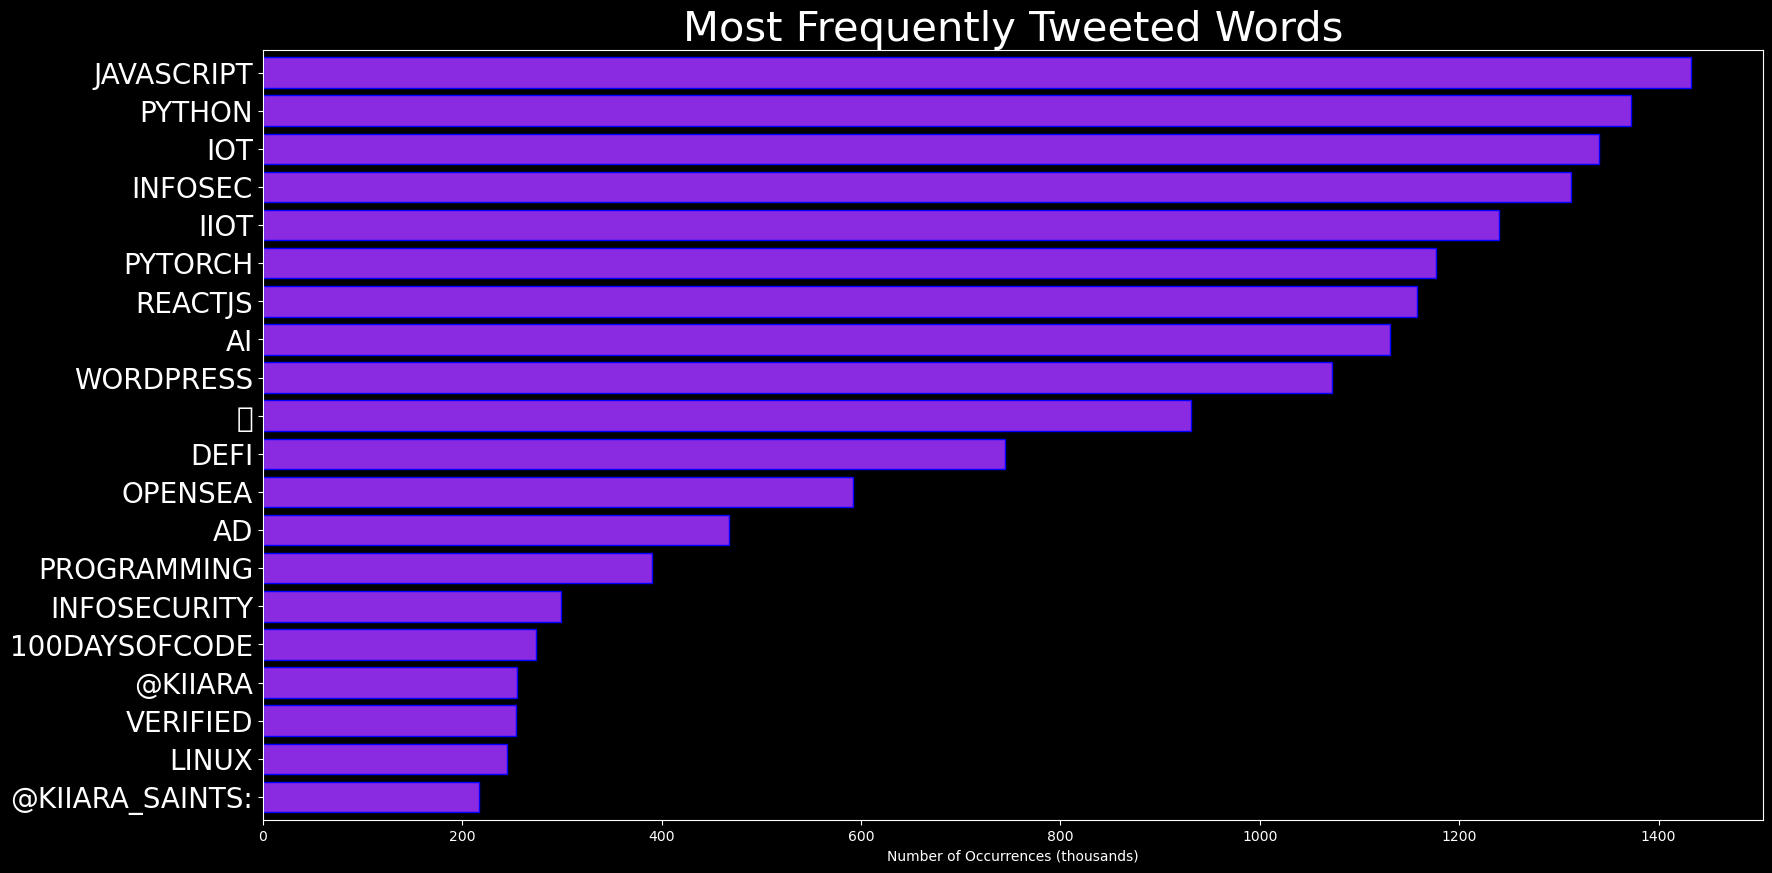 Most Frequently Tweeted Words
JAVASCRIPT
PYTHON
IOT
INFOSEC
IIOT
PYTORCH
REACTJS
AI
WORDPRESS
DEFI
OPENSEA
AD
PROGRAMMING
INFOSECURITY
100DAYSOFCODE
@KIIARA
VERIFIED
LINUX
@KIIARA_SAINTS:
0 200 400 600 800 1000 1200 1400
Number of Occurrences (thousands)